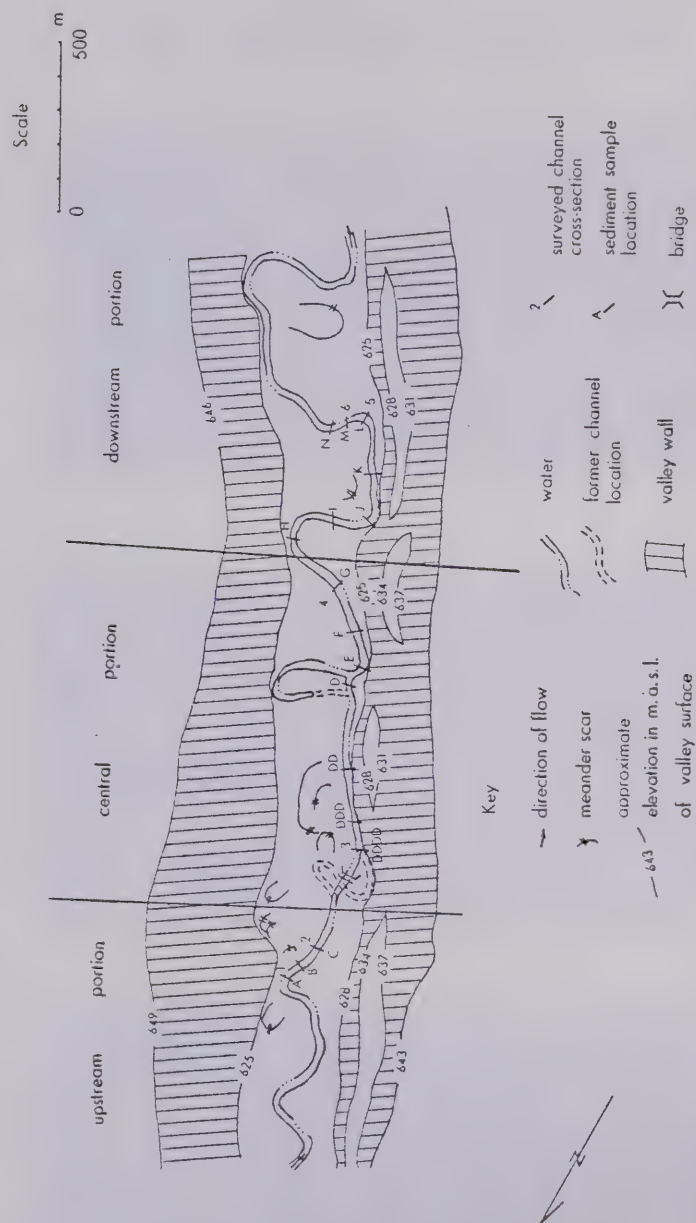 Scale
0 500 m
upstream portion
central portion
downstream portion
649
646
625
A
B
2
C
3
DDDD
DDD
DD
D
E
F
4
G
H
I
J
K
L
M
6
5
N
628
634
637
643
628
631
625
634
637
625
628
631
N
Key
direction of flow
meander scar
approximate
643 elevation in m.a.s.l.
of valley surface
water
former channel
location
valley wall
2 surveyed channel
cross-section
A sediment sample
location
bridge